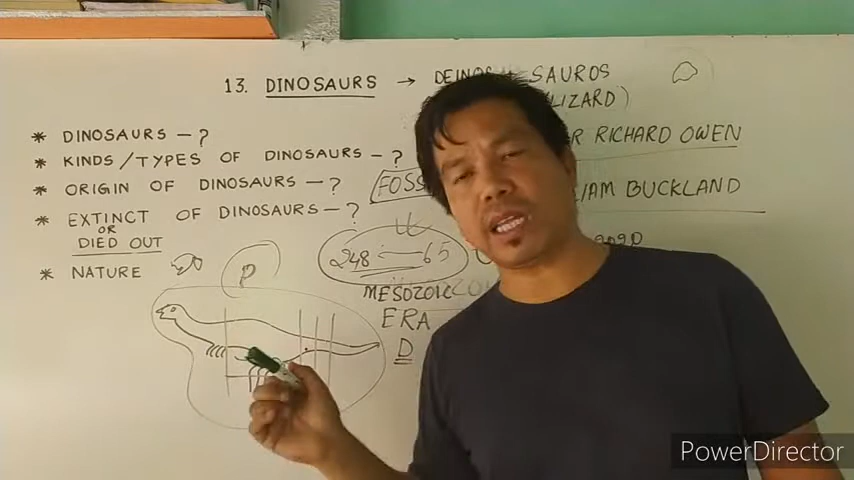 13. DINOSAURS → DEINOS + SAUROS
LIZARD)
* DINOSAURS — ?
R RICHARD OWEN
* KINDS/TYPES OF DINOSAURS — ?
* ORIGIN OF DINOSAURS — ?
FOSS
IAM BUCKLAND
* EXTINCT OF DINOSAURS — ?
OR
DIED OUT
248 — 65
* NATURE
P
MESOZOIC
ERA
D
PowerDirector